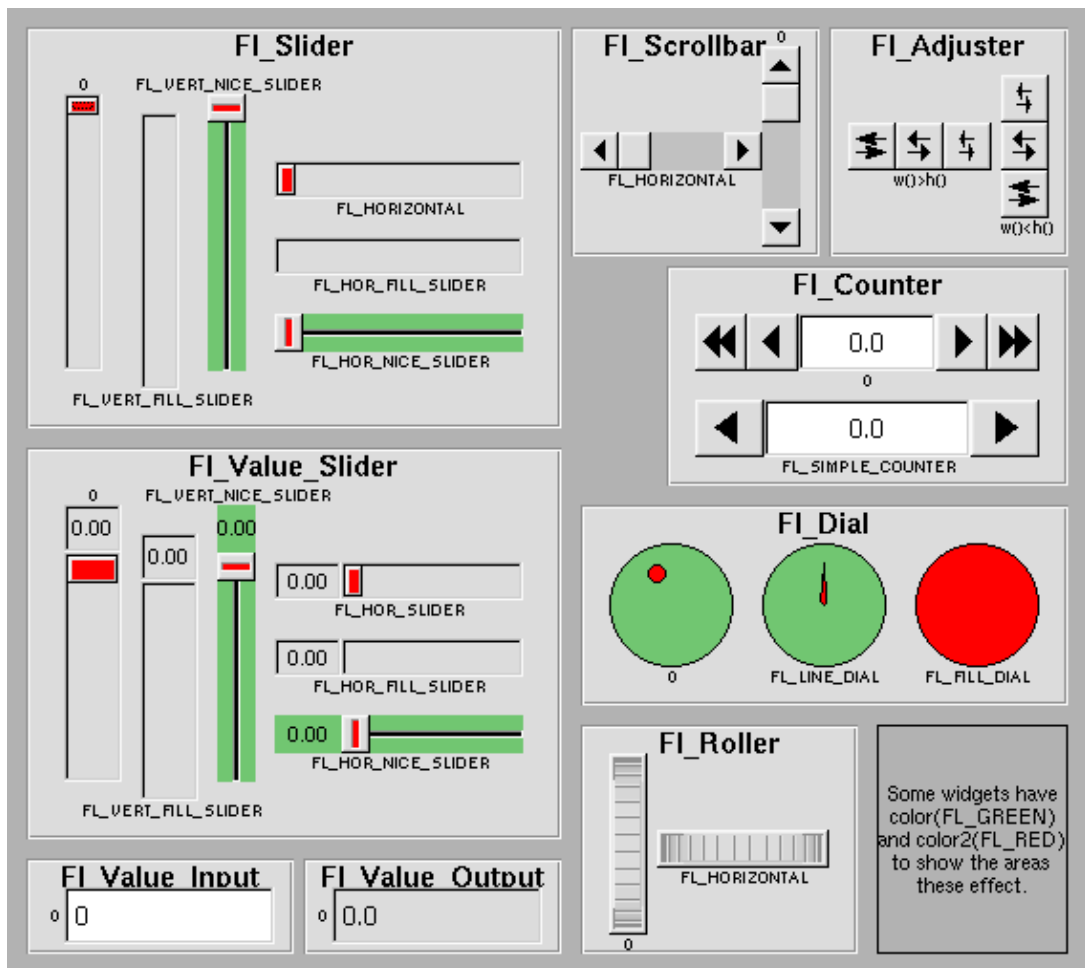 Fl_Slider
0
FL_VERT_NICE_SLIDER
FL_HORIZONTAL
FL_HOR_FILL_SLIDER
FL_HOR_NICE_SLIDER
FL_VERT_FILL_SLIDER
Fl_Scrollbar
0
FL_HORIZONTAL
Fl_Adjuster
w()>h()
w()<h()
Fl_Counter
0.0
0
0.0
FL_SIMPLE_COUNTER
Fl_Value_Slider
0
FL_VERT_NICE_SLIDER
0.00
0.00
0.00
0.00
FL_HOR_SLIDER
0.00
FL_HOR_FILL_SLIDER
0.00
FL_HOR_NICE_SLIDER
FL_VERT_FILL_SLIDER
Fl_Dial
0
FL_LINE_DIAL
FL_FILL_DIAL
Fl_Roller
FL_HORIZONTAL
0
Some widgets have
color(FL_GREEN)
and color2(FL_RED)
to show the areas
these effect.
Fl_Value_Input
0
0
Fl_Value_Output
0
0.0